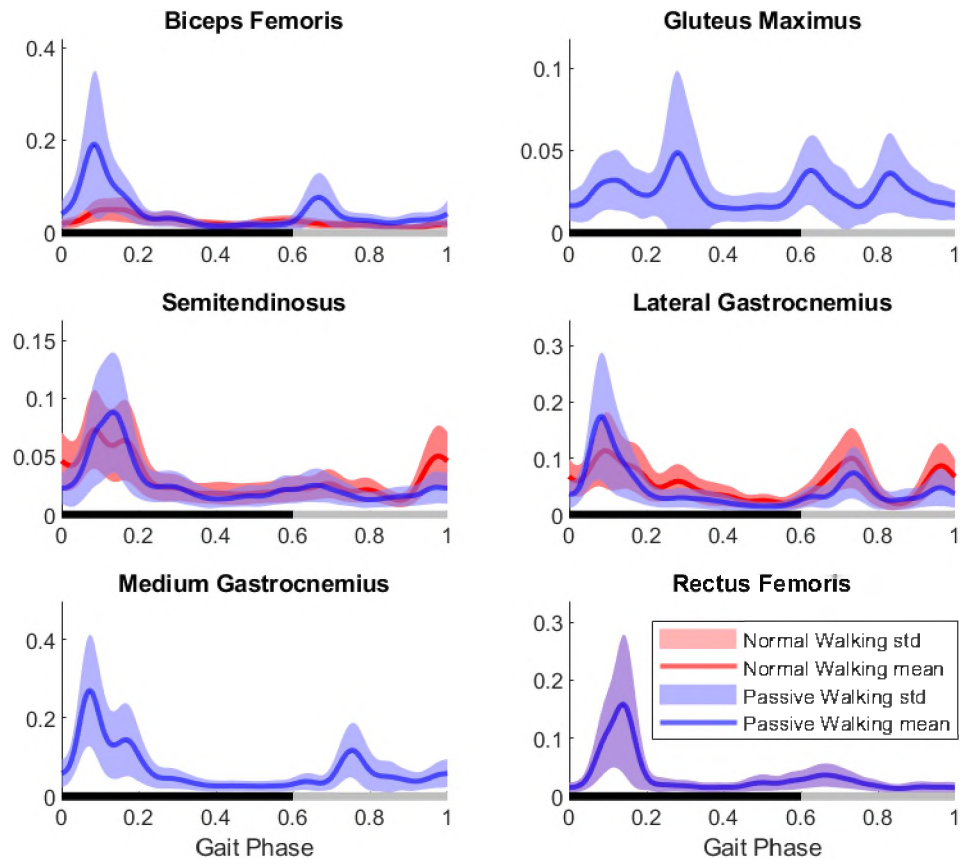 Biceps Femoris
0.4
0.2
0
0 0.2 0.4 0.6 0.8 1
Gluteus Maximus
0.1
0.05
0
0 0.2 0.4 0.6 0.8 1
Semitendinosus
0.15
0.1
0.05
0
0 0.2 0.4 0.6 0.8 1
Lateral Gastrocnemius
0.3
0.2
0.1
0
0 0.2 0.4 0.6 0.8 1
Medium Gastrocnemius
0.4
0.2
0
0 0.2 0.4 0.6 0.8 1
Gait Phase
Rectus Femoris
0.3
0.2
0.1
0
Normal Walking std
Normal Walking mean
Passive Walking std
Passive Walking mean
0 0.2 0.4 0.6 0.8 1
Gait Phase